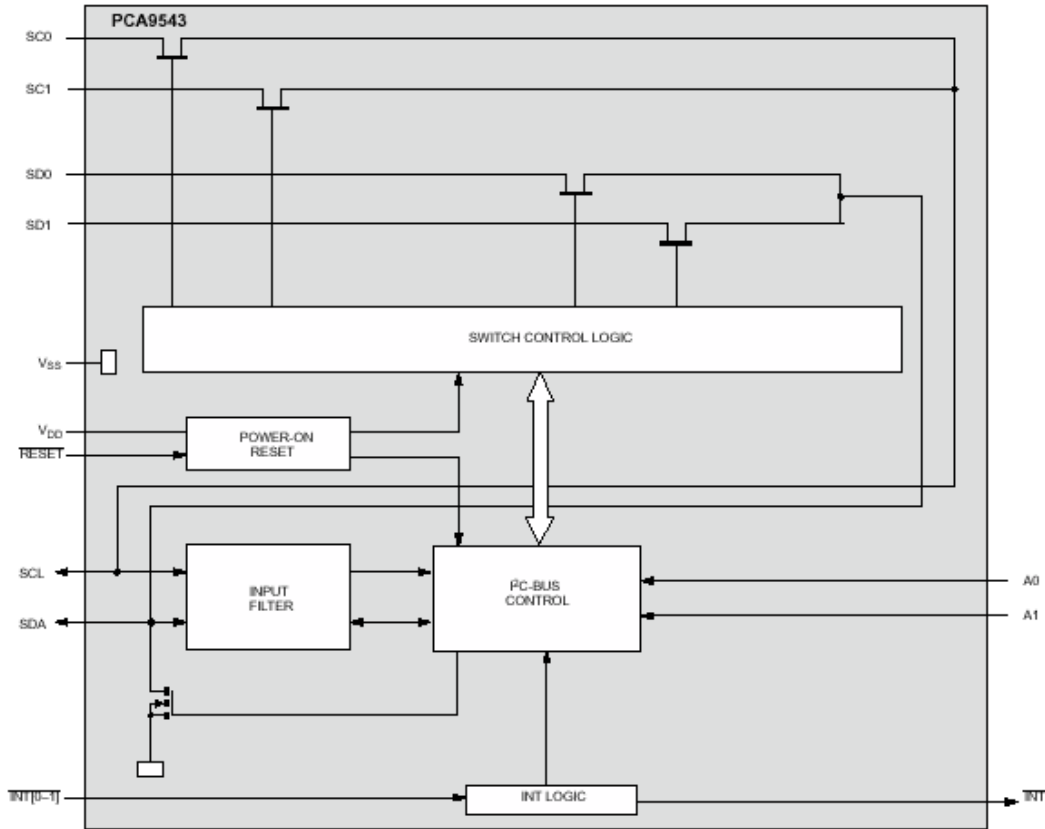 PCA9543
SC0
SC1
SD0
SD1
SWITCH CONTROL LOGIC
VSS
VDD
RESET
POWER-ON
RESET
SCL
SDA
INPUT
FILTER
I²C-BUS
CONTROL
A0
A1
INT[0–1]
INT LOGIC
INT